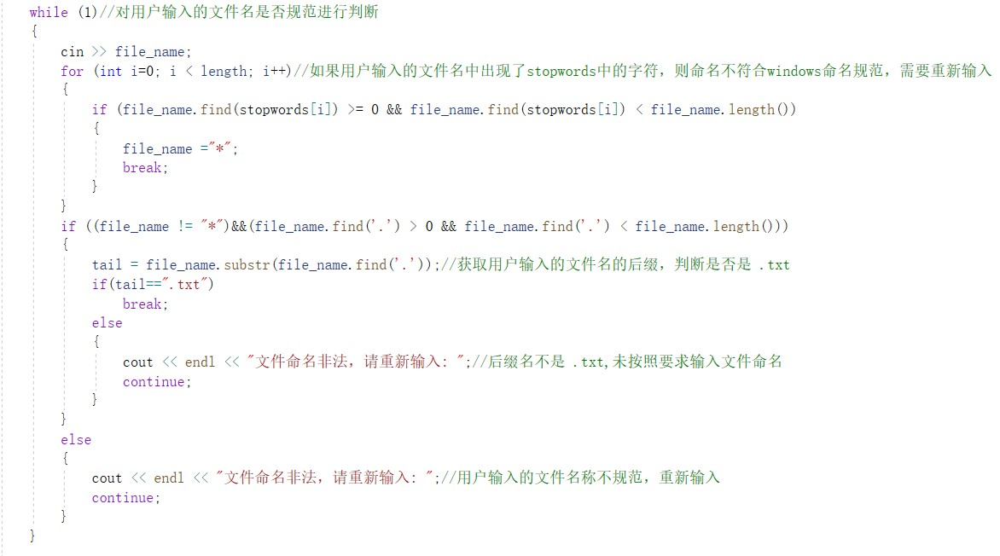 while (1)//对用户输入的文件名是否规范进行判断
{
cin >> file_name;
for (int i=0; i < length; i++)//如果用户输入的文件名中出现了stopwords中的字符，则命名不符合windows命名规范，需要重新输入
{
if (file_name.find(stopwords[i]) >= 0 && file_name.find(stopwords[i]) < file_name.length())
{
file_name ="*";
break;
}
}
if ((file_name != "*")&&(file_name.find('.') > 0 && file_name.find('.') < file_name.length()))
{
tail = file_name.substr(file_name.find('.'));//获取用户输入的文件名的后缀，判断是否是 .txt
if(tail==".txt")
break;
else
{
cout << endl << "文件命名非法，请重新输入: ";//后缀名不是 .txt,未按照要求输入文件命名
continue;
}
}
else
{
cout << endl << "文件命名非法，请重新输入: ";//用户输入的文件名称不规范，重新输入
continue;
}
}